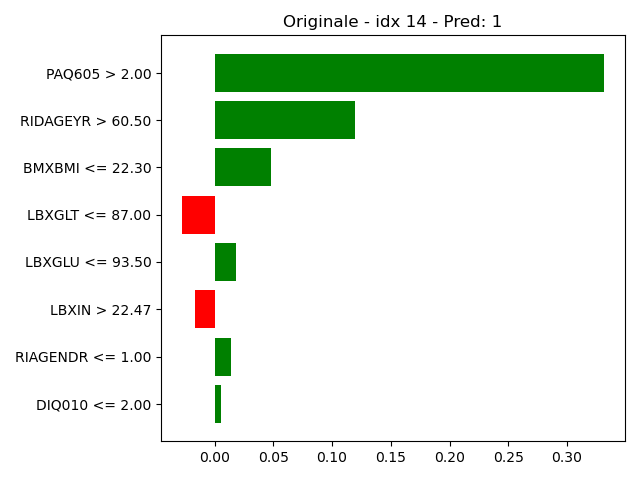 Originale - idx 14 - Pred: 1
PAQ605 > 2.00
RIDAGEYR > 60.50
BMXBMI <= 22.30
LBXGLT <= 87.00
LBXGLU <= 93.50
LBXIN > 22.47
RIAGENDR <= 1.00
DIQ010 <= 2.00
0.00 0.05 0.10 0.15 0.20 0.25 0.30